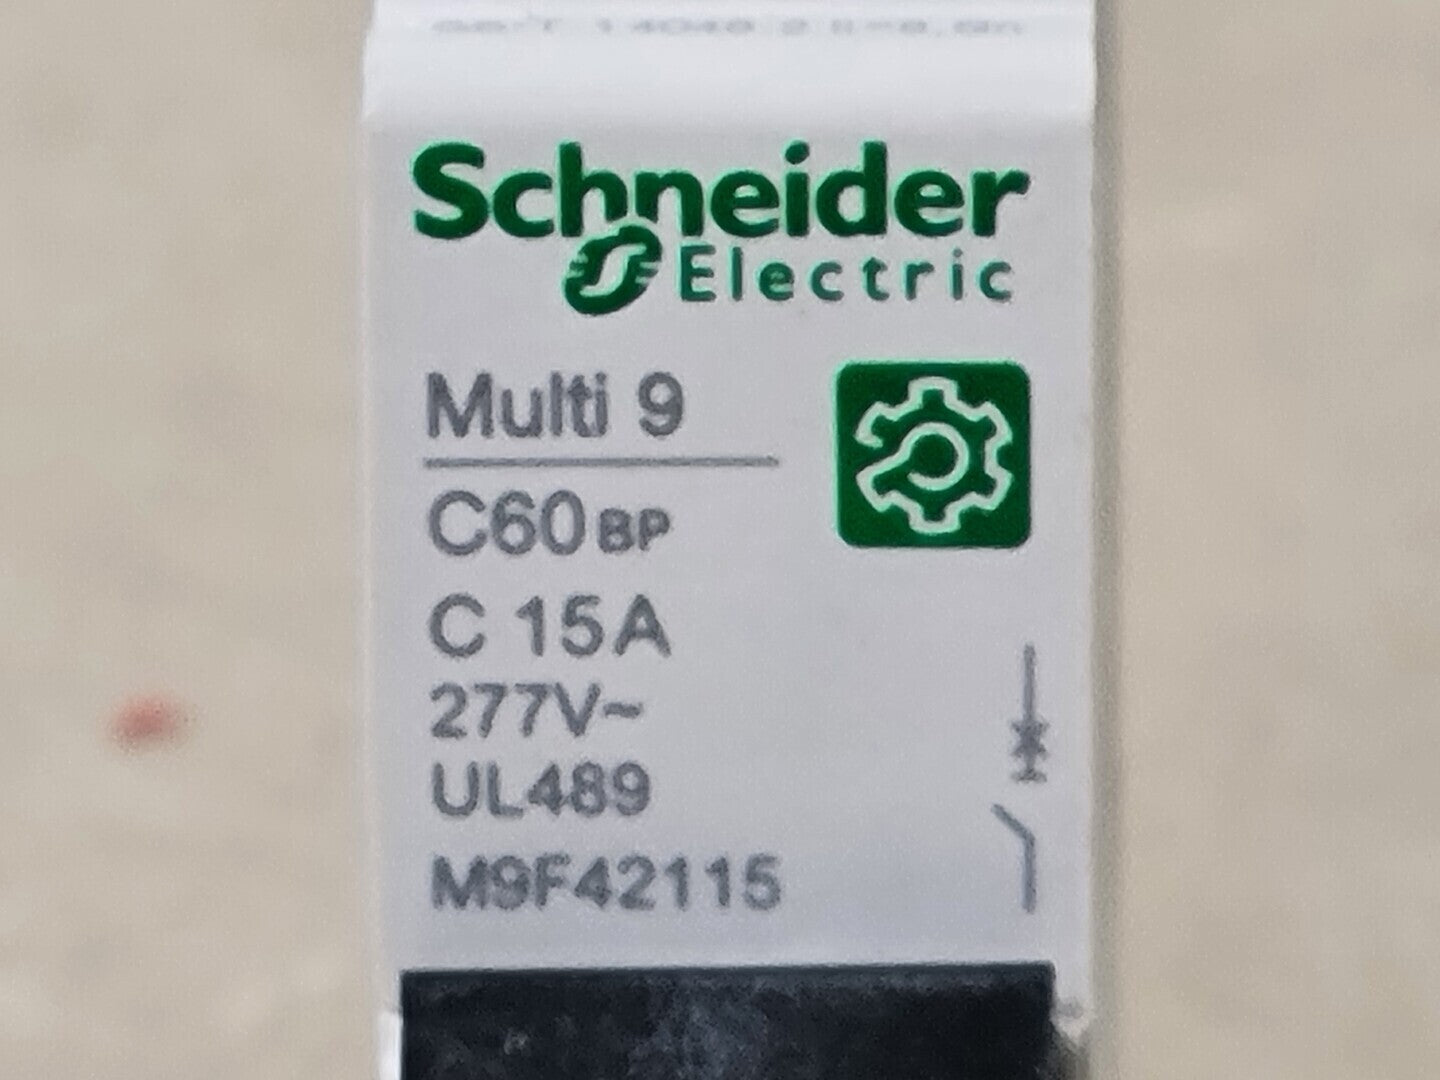 Schneider
Electric
Multi 9
C60BP
C 15A
277V~
UL489
M9F42115